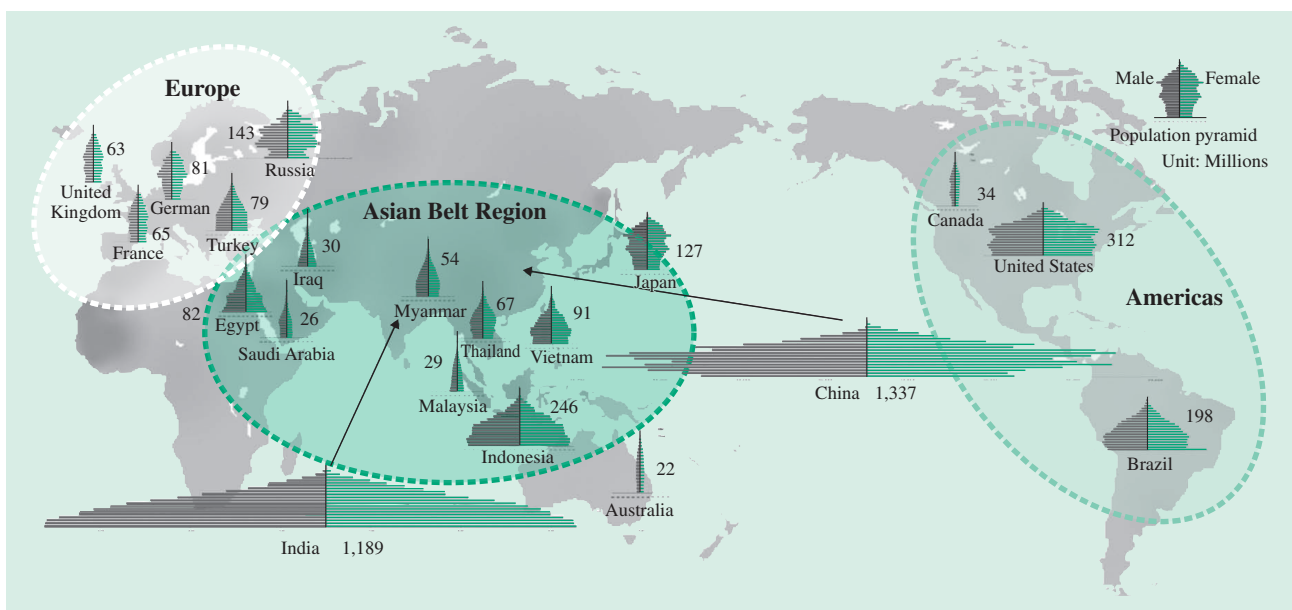 Europe
143
Russia
63
United
Kingdom
81
German
65
France
79
Turkey
Asian Belt Region
30
Iraq
82
Egypt
26
Saudi Arabia
54
Myanmar
67
Thailand
91
Vietnam
29
Malaysia
246
Indonesia
127
Japan
22
Australia
India 1,189
China 1,337
Male Female
Population pyramid
Unit: Millions
34
Canada
312
United States
Americas
198
Brazil